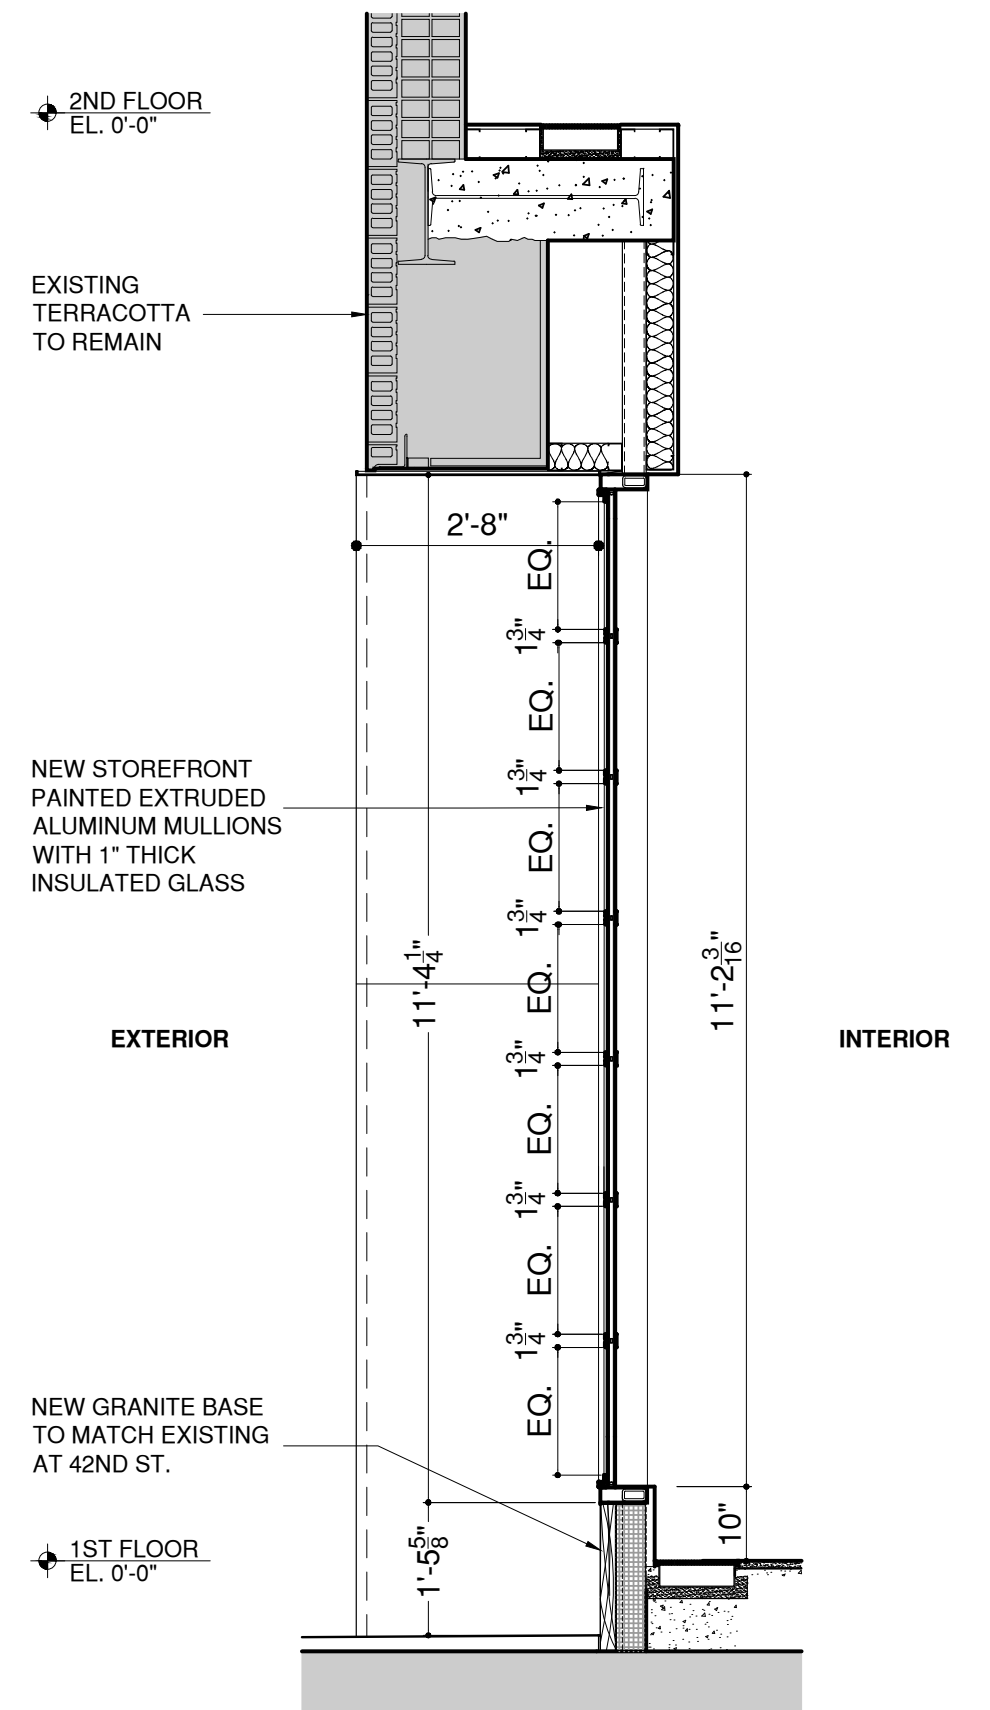 2ND FLOOR
EL. 0'-0"
EXISTING
TERRACOTTA
TO REMAIN
2'-8"
EQ.
1 3/4"
EQ.
1 3/4"
NEW STOREFRONT
PAINTED EXTRUDED
ALUMINUM MULLIONS
WITH 1" THICK
INSULATED GLASS
EQ.
1 3/4"
11'-4 1/4"
EQ.
11'-2 3/16"
EXTERIOR
INTERIOR
1 3/4"
EQ.
1 3/4"
EQ.
1 3/4"
EQ.
NEW GRANITE BASE
TO MATCH EXISTING
AT 42ND ST.
10"
1'-5 5/8"
1ST FLOOR
EL. 0'-0"